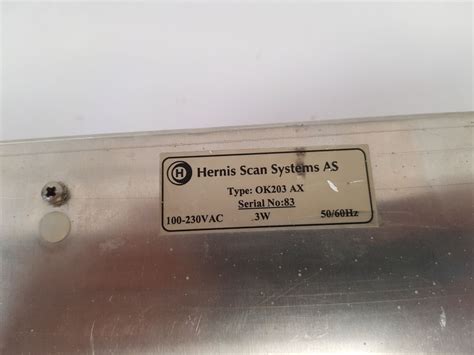 H Hernis Scan Systems AS
Type: OK203 AX
Serial No:83
100-230VAC 3W 50/60Hz